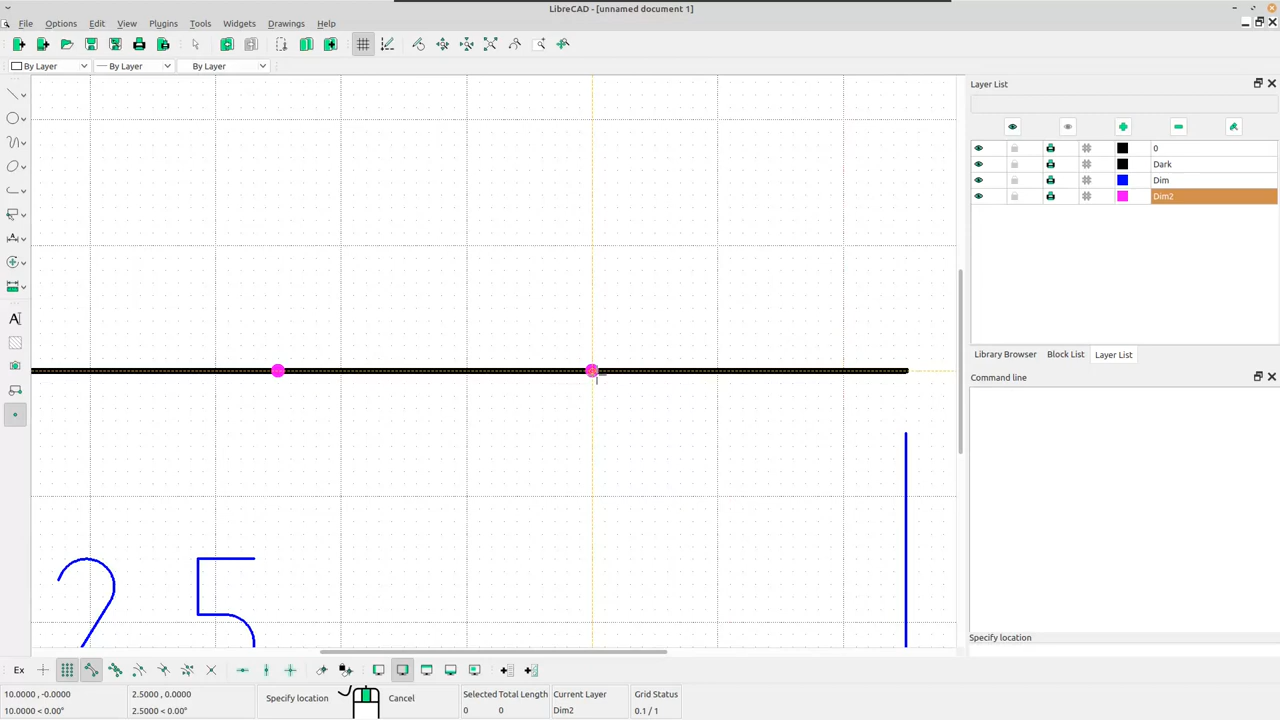 LibreCAD - [unnamed document 1]
File Options Edit View Plugins Tools Widgets Drawings Help
By Layer By Layer By Layer
Layer List
0
Dark
Dim
Dim2
Library Browser Block List Layer List
Command line
A
25
Specify location
Ex
10.0000 , -0.0000
10.0000 < 0.00°
2.5000 , 0.0000
2.5000 < 0.00°
Specify location
Cancel
Selected Total Length
0 0
Current Layer
Dim2
Grid Status
0.1 / 1